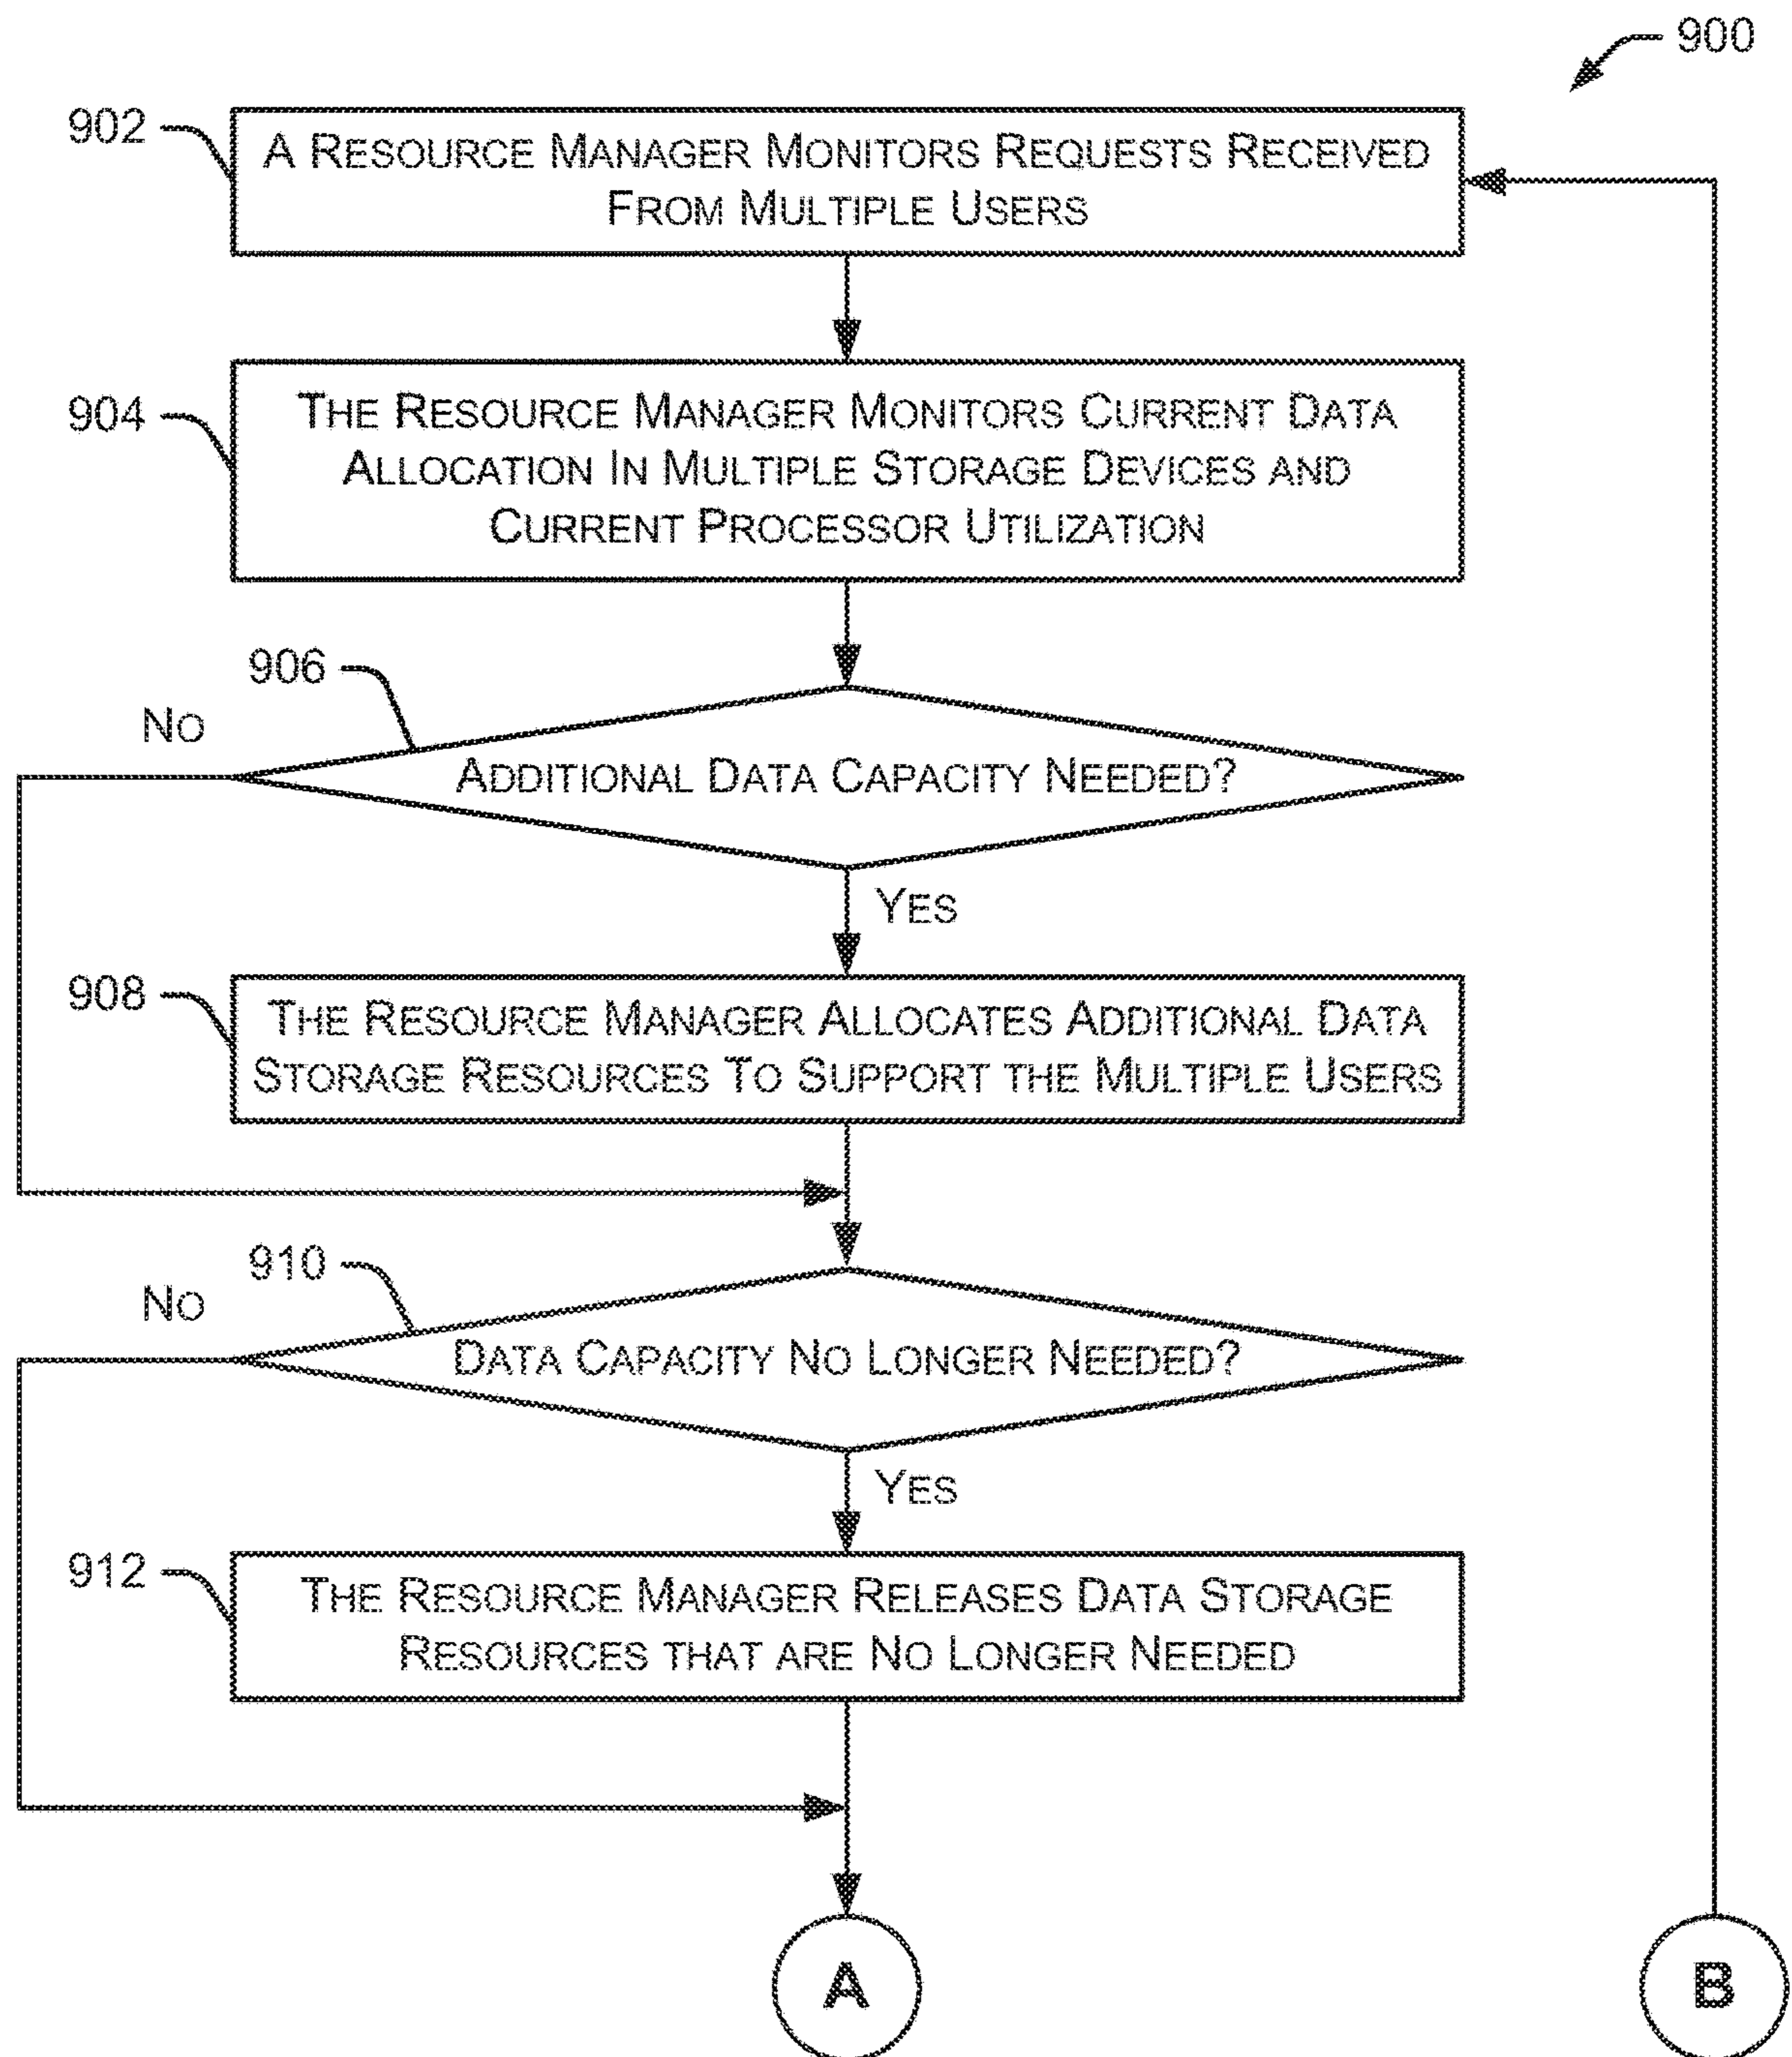 900
902
A RESOURCE MANAGER MONITORS REQUESTS RECEIVED
FROM MULTIPLE USERS
904
THE RESOURCE MANAGER MONITORS CURRENT DATA
ALLOCATION IN MULTIPLE STORAGE DEVICES AND
CURRENT PROCESSOR UTILIZATION
906
NO
ADDITIONAL DATA CAPACITY NEEDED?
YES
908
THE RESOURCE MANAGER ALLOCATES ADDITIONAL DATA
STORAGE RESOURCES TO SUPPORT THE MULTIPLE USERS
910
NO
DATA CAPACITY NO LONGER NEEDED?
YES
912
THE RESOURCE MANAGER RELEASES DATA STORAGE
RESOURCES THAT ARE NO LONGER NEEDED
A
B